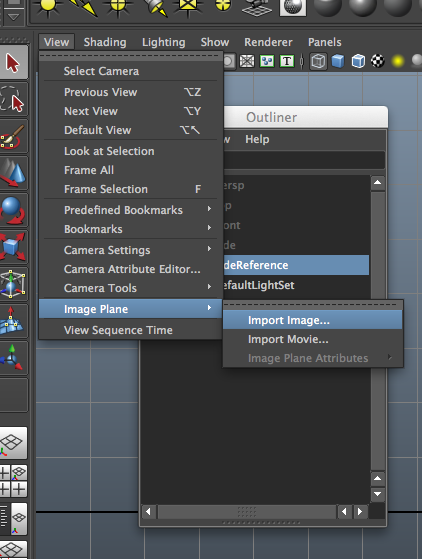 View Shading Lighting Show Renderer Panels
T
Select Camera
Previous View ⌥Z
Next View ⌥Y
Default View ⌥↖
Look at Selection
Frame All
Frame Selection F
Predefined Bookmarks
Bookmarks
Camera Settings
Camera Attribute Editor...
Camera Tools
Image Plane
View Sequence Time
Import Image...
Import Movie...
Image Plane Attributes
Outliner
w Help
ersp
p
ont
de
deReference
efaultLightSet